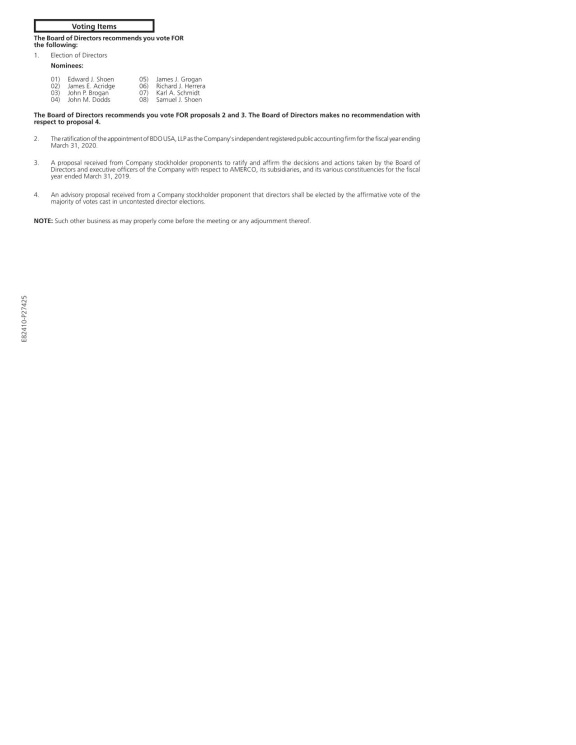 Voting Items
The Board of Directors recommends you vote FOR
the following:
1. Election of Directors
Nominees:
01) Edward J. Shoen 05) James J. Grogan
02) James E. Acridge 06) Richard J. Herrera
03) John P. Brogan 07) Karl A. Schmidt
04) John M. Dodds 08) Samuel J. Shoen
The Board of Directors recommends you vote FOR proposals 2 and 3. The Board of Directors makes no recommendation with
respect to proposal 4.
2. The ratification of the appointment of BDO USA, LLP as the Company's independent registered public accounting firm for the fiscal year ending
March 31, 2020.
3. A proposal received from Company stockholder proponents to ratify and affirm the decisions and actions taken by the Board of
Directors and executive officers of the Company with respect to AMERCO, its subsidiaries, and its various constituencies for the fiscal
year ended March 31, 2019.
4. An advisory proposal received from a Company stockholder proponent that directors shall be elected by the affirmative vote of the
majority of votes cast in uncontested director elections.
NOTE: Such other business as may properly come before the meeting or any adjournment thereof.
E82410-P27425